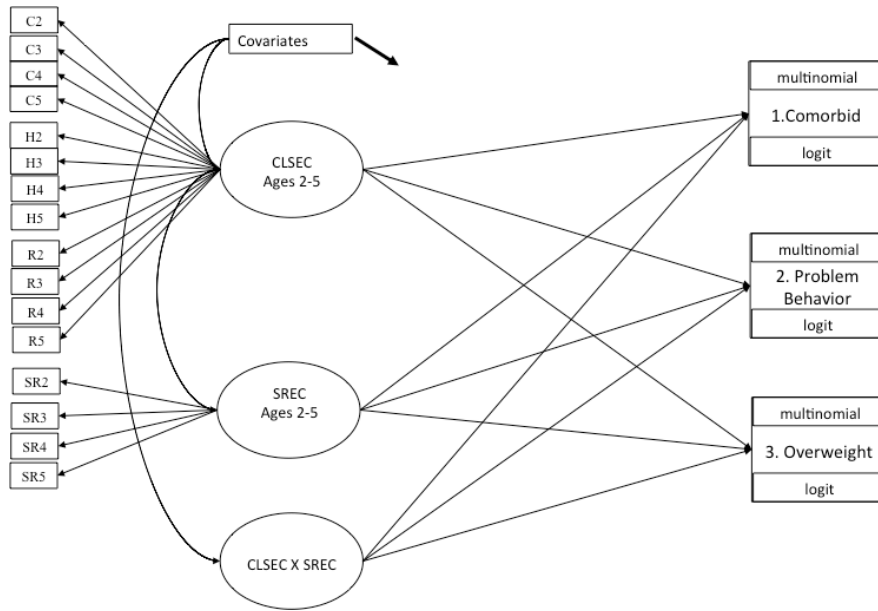 C2
C3
C4
C5
H2
H3
H4
H5
R2
R3
R4
R5
SR2
SR3
SR4
SR5
Covariates
CLSEC
Ages 2-5
SREC
Ages 2-5
CLSEC X SREC
multinomial
1.Comorbid
logit
multinomial
2. Problem
Behavior
logit
multinomial
3. Overweight
logit